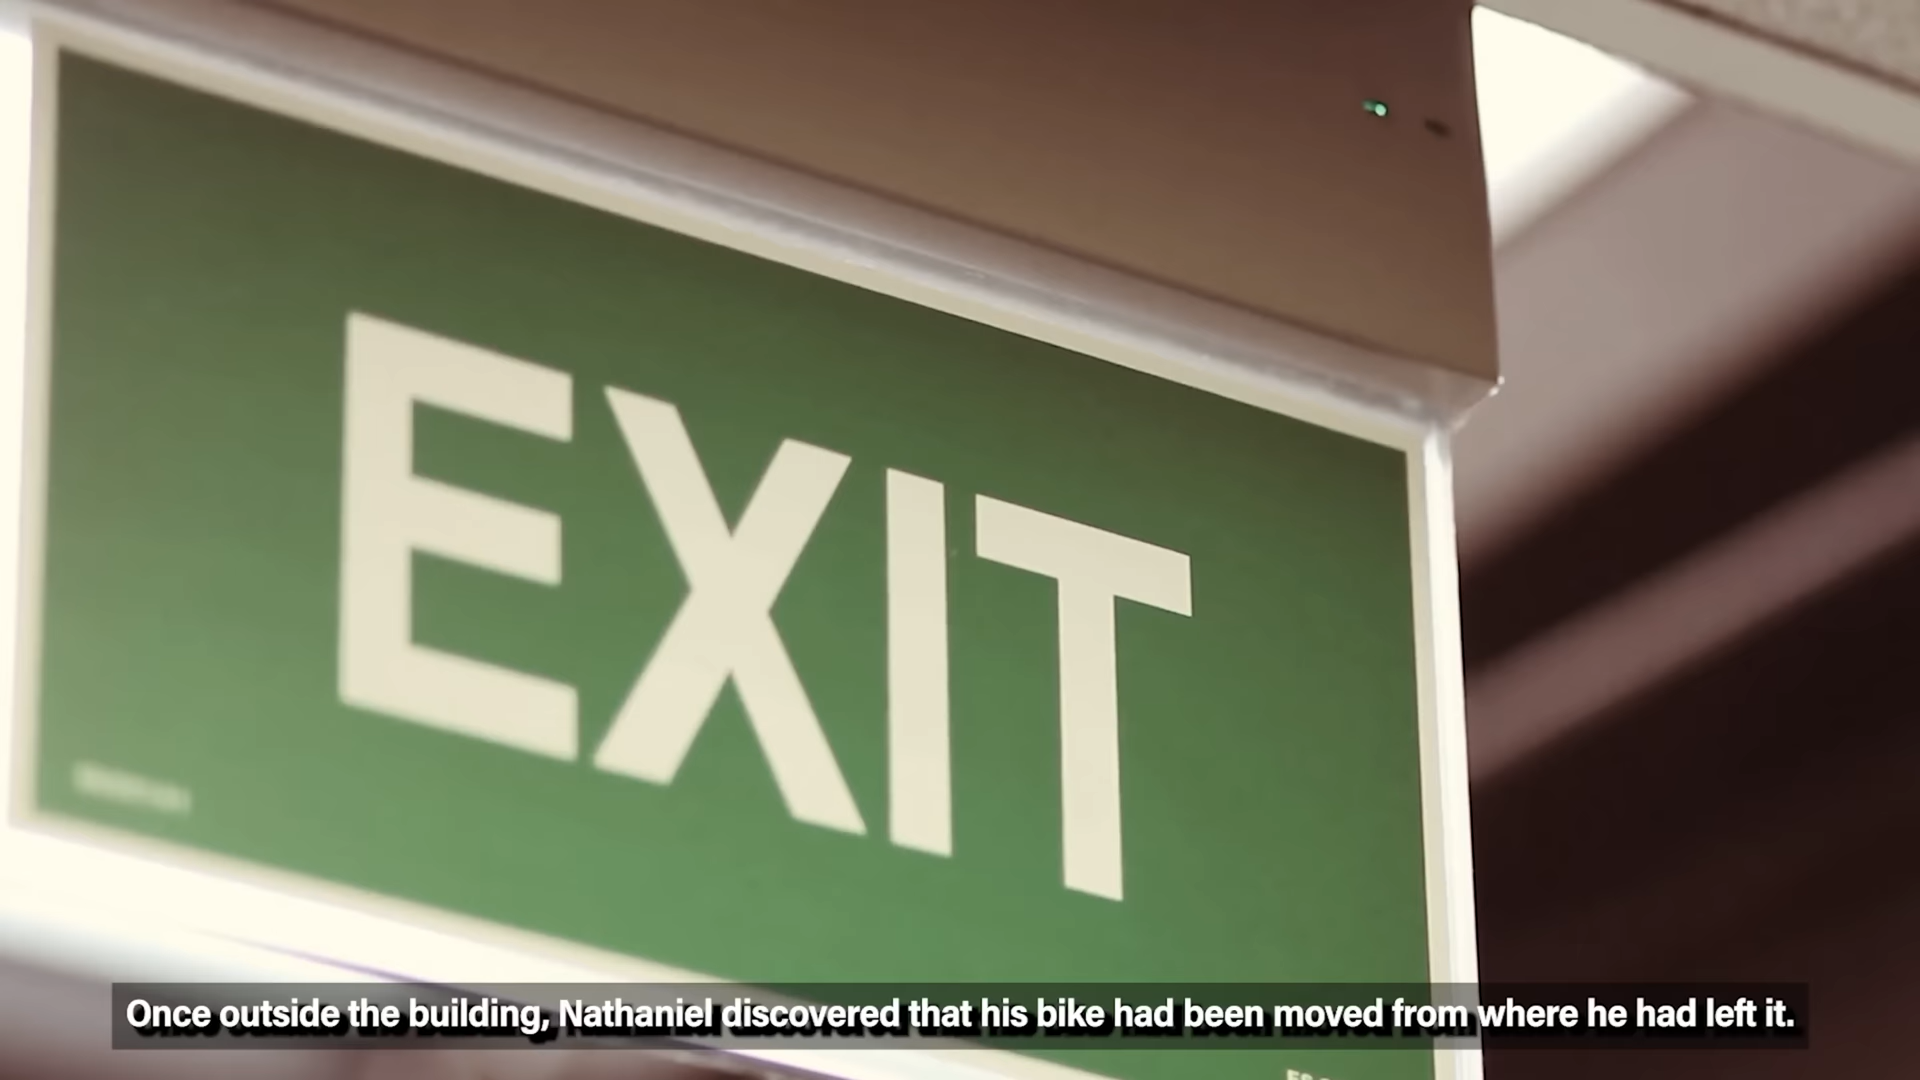 EXIT
Once outside the building, Nathaniel discovered that his bike had been moved from where he had left it.